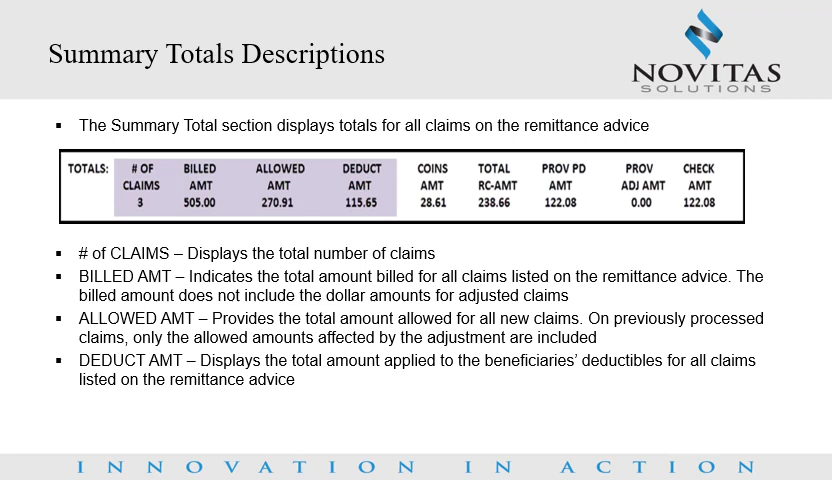 Summary Totals Descriptions
NOVITAS
SOLUTIONS
▪ The Summary Total section displays totals for all claims on the remittance advice
TOTALS: # OF BILLED ALLOWED DEDUCT COINS TOTAL PROV PD PROV CHECK
CLAIMS AMT AMT AMT AMT RC-AMT AMT ADJ AMT AMT
3 505.00 270.91 115.65 28.61 238.66 122.08 0.00 122.08
▪ # of CLAIMS – Displays the total number of claims
▪ BILLED AMT – Indicates the total amount billed for all claims listed on the remittance advice. The
billed amount does not include the dollar amounts for adjusted claims
▪ ALLOWED AMT – Provides the total amount allowed for all new claims. On previously processed
claims, only the allowed amounts affected by the adjustment are included
▪ DEDUCT AMT – Displays the total amount applied to the beneficiaries’ deductibles for all claims
listed on the remittance advice
INNOVATION IN ACTION